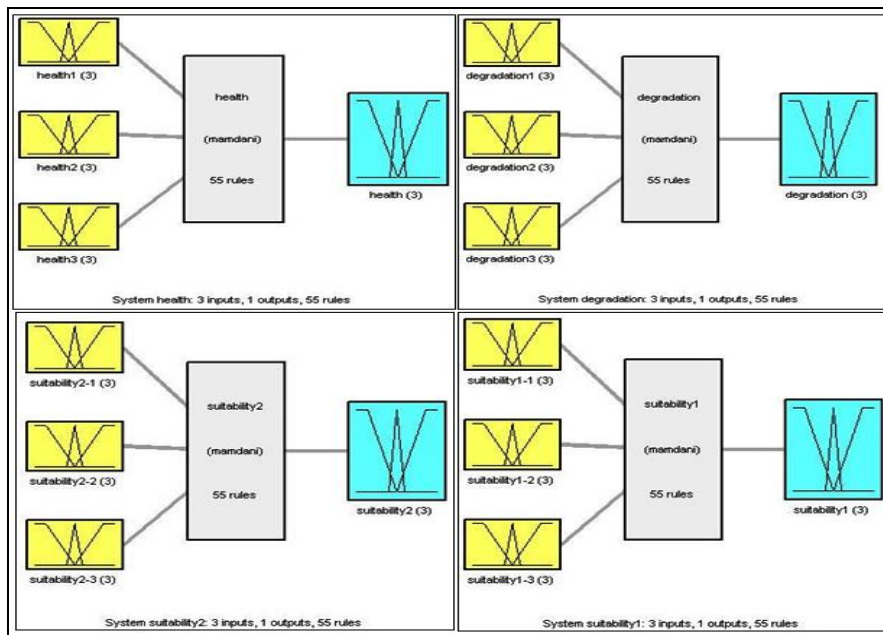 health1 (3)
health2 (3)
health3 (3)
health
(mamdani)
55 rules
health (3)
System health: 3 inputs, 1 outputs, 55 rules
degradation1 (3)
degradation2 (3)
degradation3 (3)
degradation
(mamdani)
55 rules
degradation (3)
System degradation: 3 inputs, 1 outputs, 55 rules
suitability2-1 (3)
suitability2-2 (3)
suitability2-3 (3)
suitability2
(mamdani)
55 rules
suitability2 (3)
System suitability2: 3 inputs, 1 outputs, 55 rules
suitability1-1 (3)
suitability1-2 (3)
suitability1-3 (3)
suitability1
(mamdani)
55 rules
suitability1 (3)
System suitability1: 3 inputs, 1 outputs, 55 rules